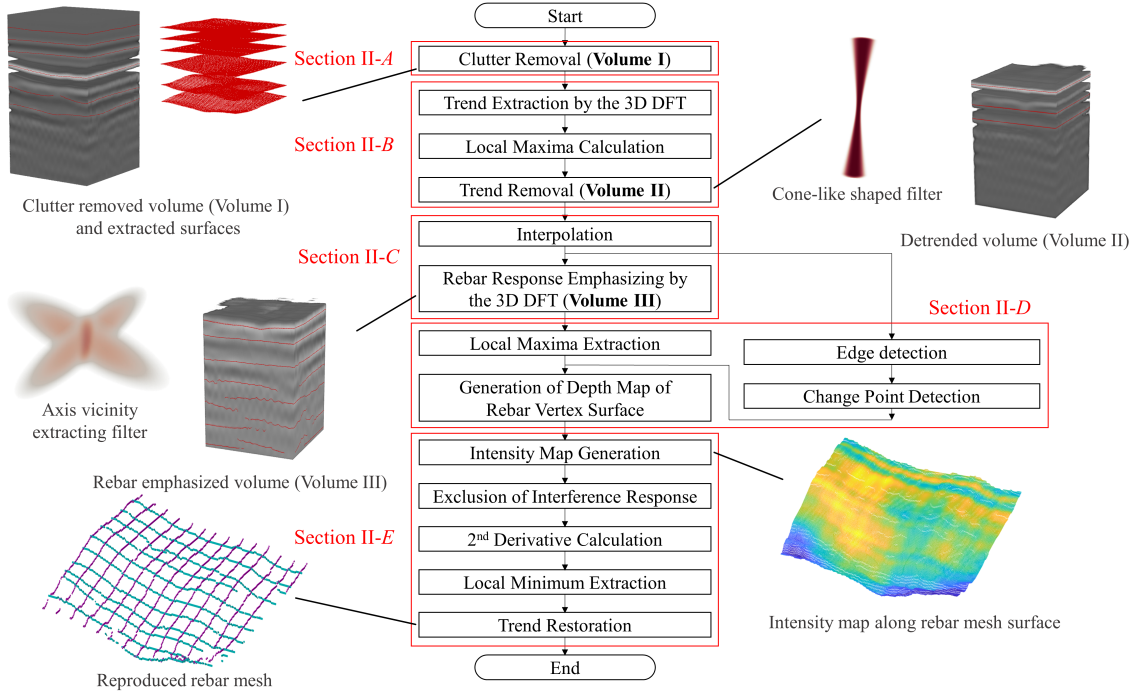 Start
Section II-A
Clutter Removal (Volume I)
Trend Extraction by the 3D DFT
Section II-B
Local Maxima Calculation
Trend Removal (Volume II)
Clutter removed volume (Volume I)
and extracted surfaces
Cone-like shaped filter
Detrended volume (Volume II)
Section II-C
Interpolation
Rebar Response Emphasizing by
the 3D DFT (Volume III)
Axis vicinity
extracting filter
Rebar emphasized volume (Volume III)
Section II-D
Local Maxima Extraction
Generation of Depth Map of
Rebar Vertex Surface
Edge detection
Change Point Detection
Section II-E
Intensity Map Generation
Exclusion of Interference Response
2nd Derivative Calculation
Local Minimum Extraction
Trend Restoration
Intensity map along rebar mesh surface
Reproduced rebar mesh
End